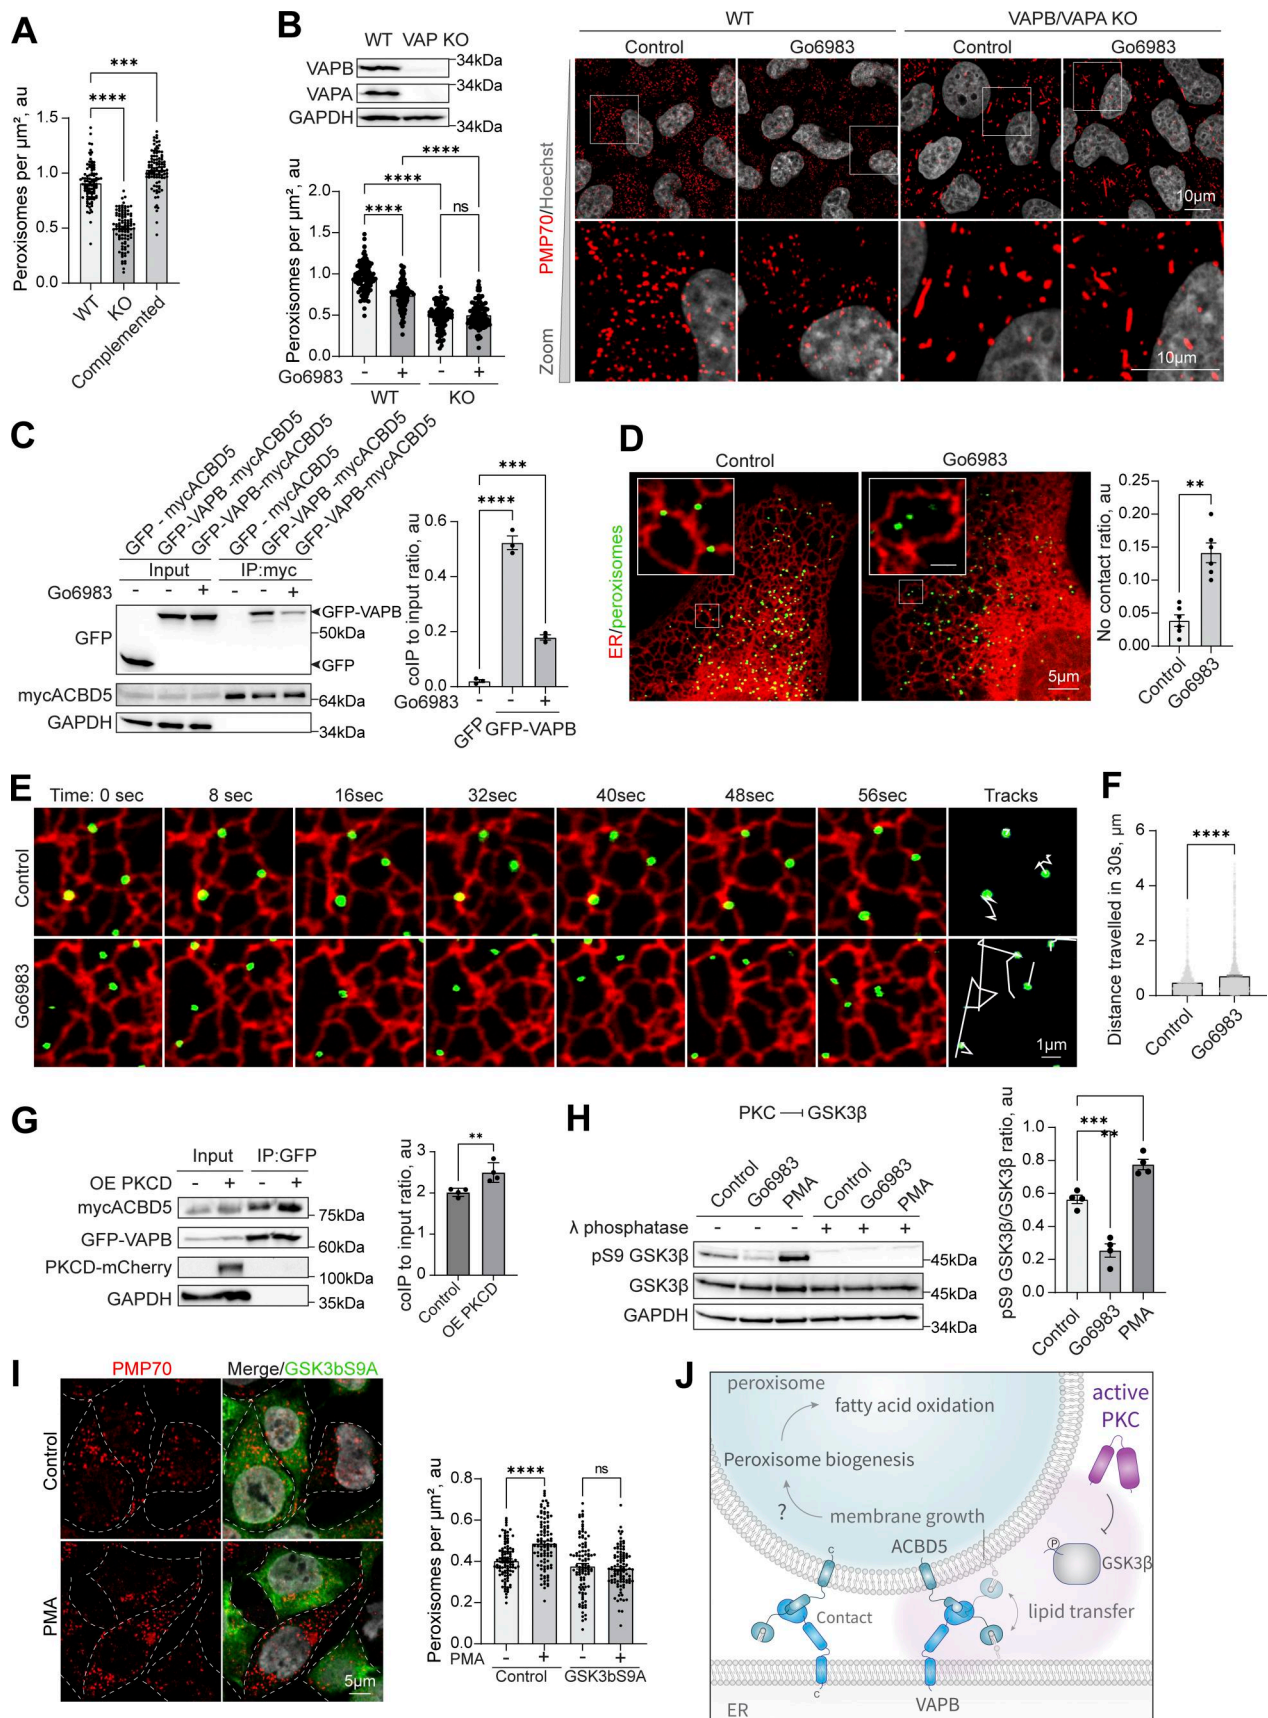 A
***
****
Peroxisomes per µm², au
1.5
1.0
0.5
0.0
WT
KO
Complemented
B
WT VAP KO
VAPB
34kDa
VAPA
34kDa
GAPDH
34kDa
****
****
****
ns
Peroxisomes per µm², au
2.0
1.5
1.0
0.5
0.0
Go6983 - + - +
WT KO
WT VAPB/VAPA KO
Control Go6983 Control Go6983
PMP70/Hoechst
Zoom
10µm
10µm
C
GFP - mycACBD5
GFP-VAPB -mycACBD5
GFP-VAPB-mycACBD5
GFP - mycACBD5
GFP-VAPB -mycACBD5
GFP-VAPB-mycACBD5
Input IP:myc
Go6983 - - + - - +
GFP
GFP-VAPB
50kDa
GFP
mycACBD5
64kDa
GAPDH
34kDa
***
****
coIP to input ratio, au
0.6
0.4
0.2
0.0
Go6983 - - +
GFP GFP-VAPB
D
Control Go6983
ER/peroxisomes
5µm
**
No contact ratio, au
0.20
0.15
0.10
0.05
0.00
Control
Go6983
E
Time: 0 sec 8 sec 16sec 32sec 40sec 48sec 56sec Tracks
Control
Go6983
1µm
F
****
Distance travelled in 30s, µm
6
4
2
0
Control
Go6983
G
Input IP:GFP
OE PKCD - + - +
mycACBD5
75kDa
GFP-VAPB
60kDa
PKCD-mCherry
100kDa
GAPDH
35kDa
**
coIP to input ratio, au
3
2
1
0
Control
OE PKCD
H
PKC GSK3β
Control
Go6983
PMA
Control
Go6983
PMA
λ phosphatase - - - + + +
pS9 GSK3β
45kDa
GSK3β
45kDa
GAPDH
34kDa
***
**
pS9 GSK3β/GSK3β ratio, au
1.0
0.8
0.6
0.4
0.2
0.0
Control
Go6983
PMA
I
PMP70 Merge/GSK3bS9A
Control
PMA
5µm
****
ns
Peroxisomes per µm², au
0.8
0.6
0.4
0.2
0.0
PMA - + - +
Control GSK3bS9A
J
peroxisome
fatty acid oxidation
Peroxisome biogenesis
?
membrane growth
ACBD5
active
PKC
P
GSK3β
c
Contact
lipid transfer
c
VAPB
ER